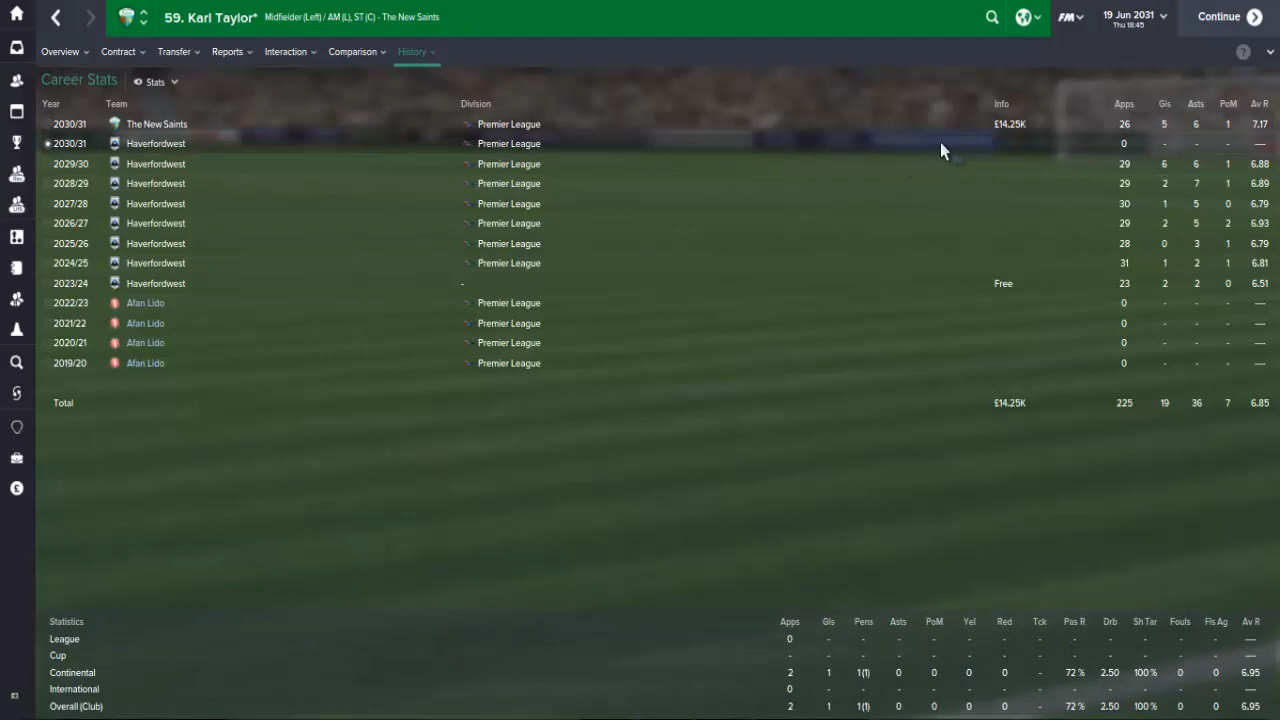 59. Karl Taylor* Midfielder (Left) / AM (L), ST (C) - The New Saints FM 19 Jun 2031 Continue
Thu 18:45
Overview Contract Transfer Reports Interaction Comparison History ?
Career Stats Stats
Year Team Division Info Apps Gls Asts PoM Av R
2030/31 The New Saints Premier League £14.25K 26 5 6 1 7.17
2030/31 Haverfordwest Premier League 0 - - - ---
2029/30 Haverfordwest Premier League 29 6 6 1 6.88
2028/29 Haverfordwest Premier League 29 2 7 1 6.89
2027/28 Haverfordwest Premier League 30 1 5 0 6.79
2026/27 Haverfordwest Premier League 29 2 5 2 6.93
2025/26 Haverfordwest Premier League 28 0 3 1 6.79
2024/25 Haverfordwest Premier League 31 1 2 1 6.81
2023/24 Haverfordwest - Free 23 2 2 0 6.51
2022/23 Afan Lido Premier League 0 - - - ---
2021/22 Afan Lido Premier League 0 - - - ---
2020/21 Afan Lido Premier League 0 - - - ---
2019/20 Afan Lido Premier League 0 - - - ---
Total £14.25K 225 19 36 7 6.85
Statistics Apps Gls Pens Asts PoM Yel Red Tck Pas R Drb Sh Tar Fouls Fls Ag Av R
League 0 - - - - - - - - - - - - ---
Cup - - - - - - - - - - - - - ---
Continental 2 1 1(1) 0 0 0 0 - 72 % 2.50 100 % 0 0 6.95
International 0 - - - - - - - - - - - - ---
Overall (Club) 2 1 1(1) 0 0 0 0 - 72 % 2.50 100 % 0 0 6.95